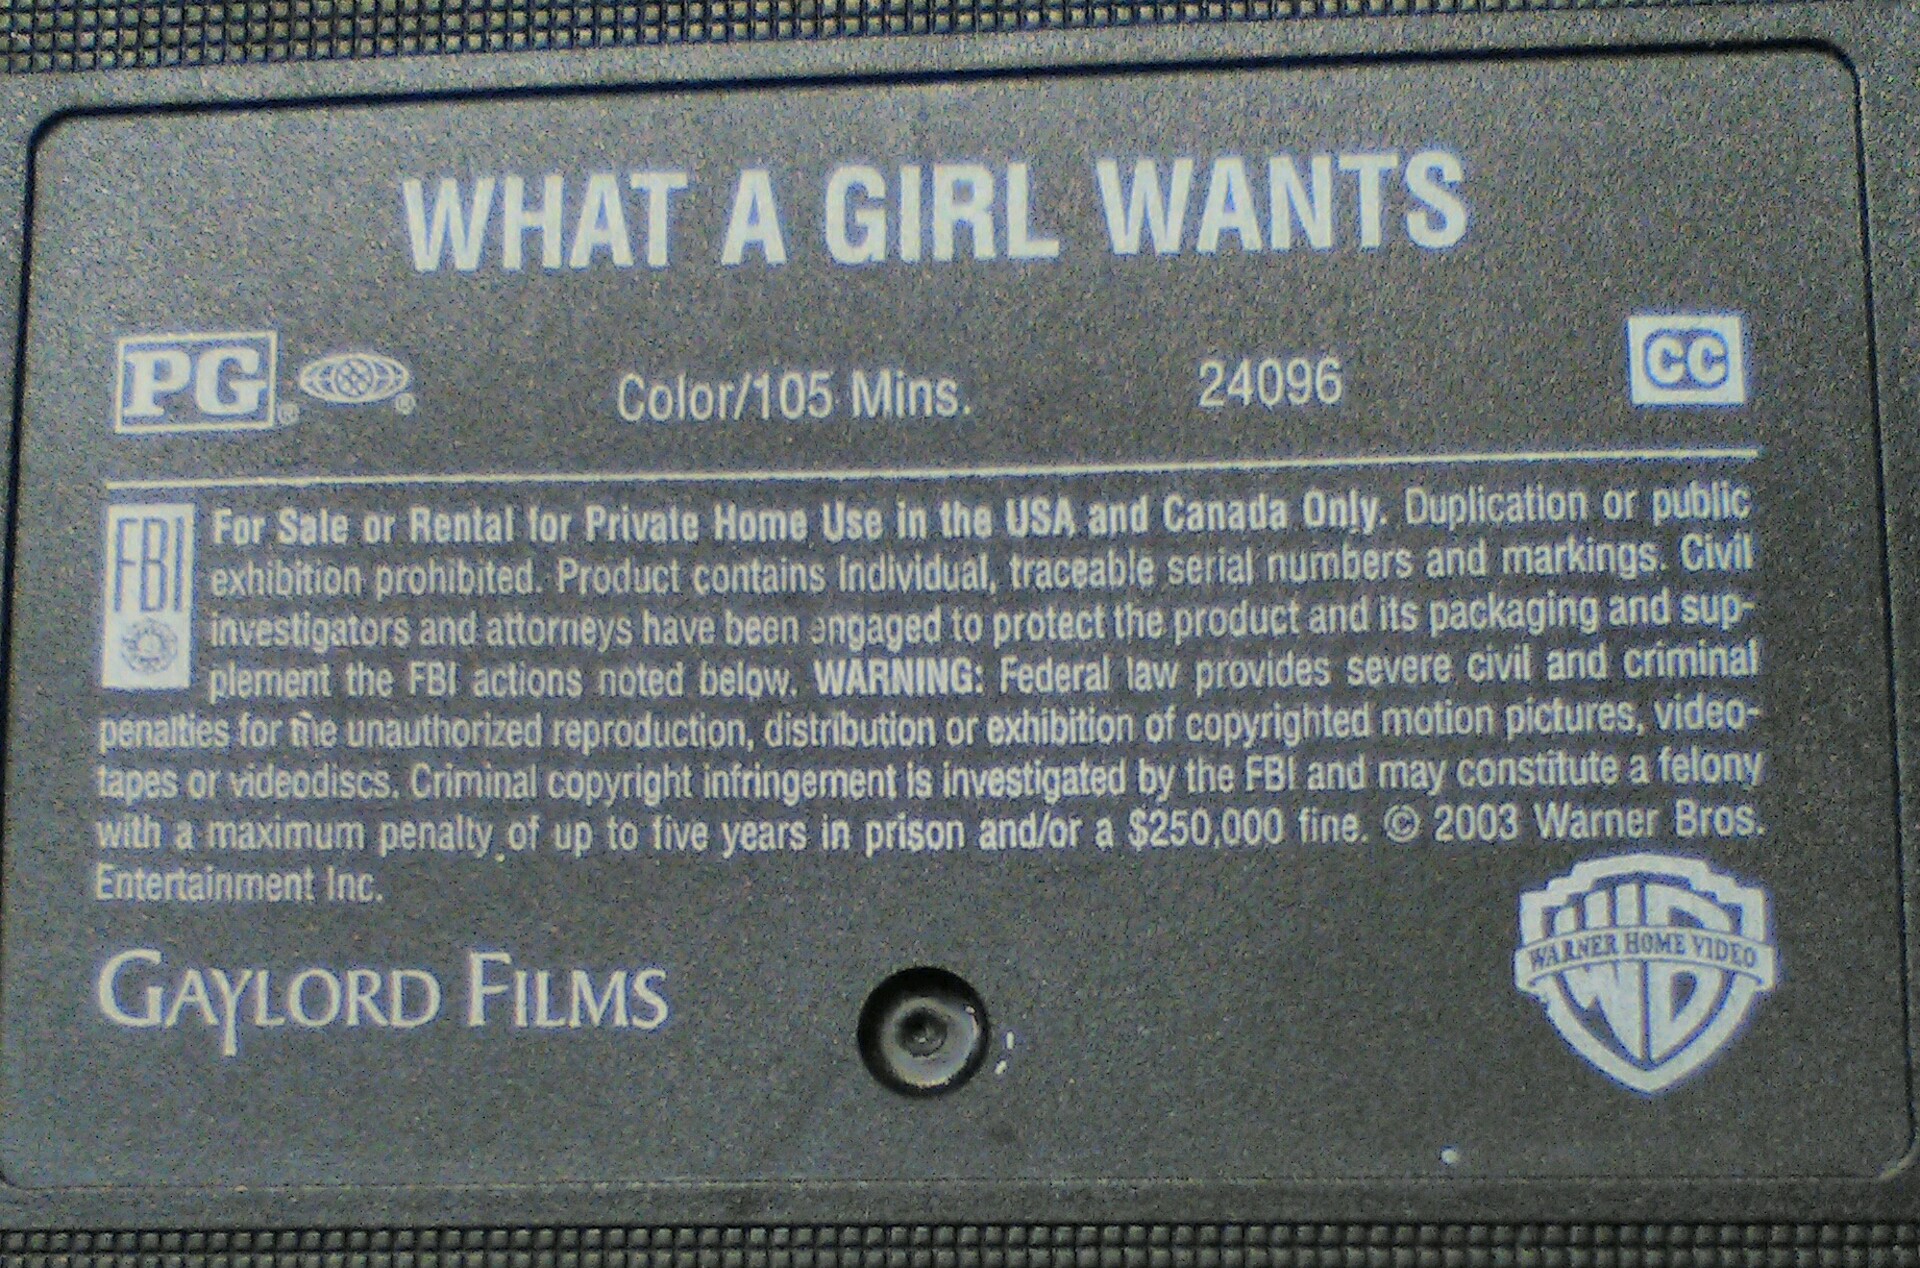 WHAT A GIRL WANTS
PG ® ® Color/105 Mins. 24096 CC
FBI
For Sale or Rental for Private Home Use in the USA and Canada Only. Duplication or public
exhibition prohibited. Product contains individual, traceable serial numbers and markings. Civil
investigators and attorneys have been engaged to protect the product and its packaging and sup-
plement the FBI actions noted below. WARNING: Federal law provides severe civil and criminal
penalties for the unauthorized reproduction, distribution or exhibition of copyrighted motion pictures, video-
tapes or videodiscs. Criminal copyright infringement is investigated by the FBI and may constitute a felony
with a maximum penalty of up to five years in prison and/or a $250,000 fine. © 2003 Warner Bros.
Entertainment Inc.
GAYLORD FILMS
WB
WARNER HOME VIDEO